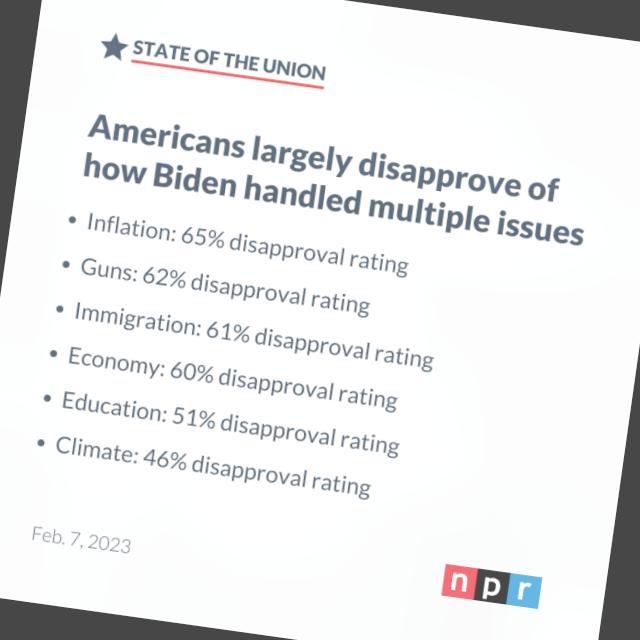 STATE OF THE UNION
Americans largely disapprove of
how Biden handled multiple issues
• Inflation: 65% disapproval rating
• Guns: 62% disapproval rating
• Immigration: 61% disapproval rating
• Economy: 60% disapproval rating
• Education: 51% disapproval rating
• Climate: 46% disapproval rating
Feb. 7, 2023
npr